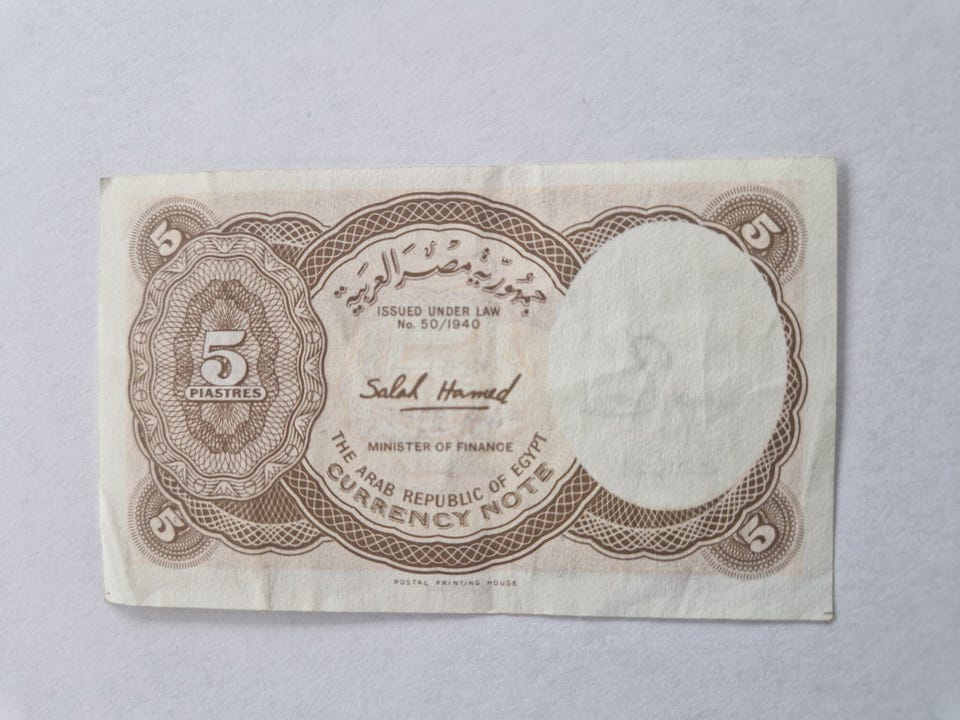 5
5
جمهورية مصر العربية
ISSUED UNDER LAW
No. 50/1940
5
PIASTRES
Salah Hamed
MINISTER OF FINANCE
THE ARAB REPUBLIC OF EGYPT
CURRENCY NOTE
5
5
POSTAL PRINTING HOUSE